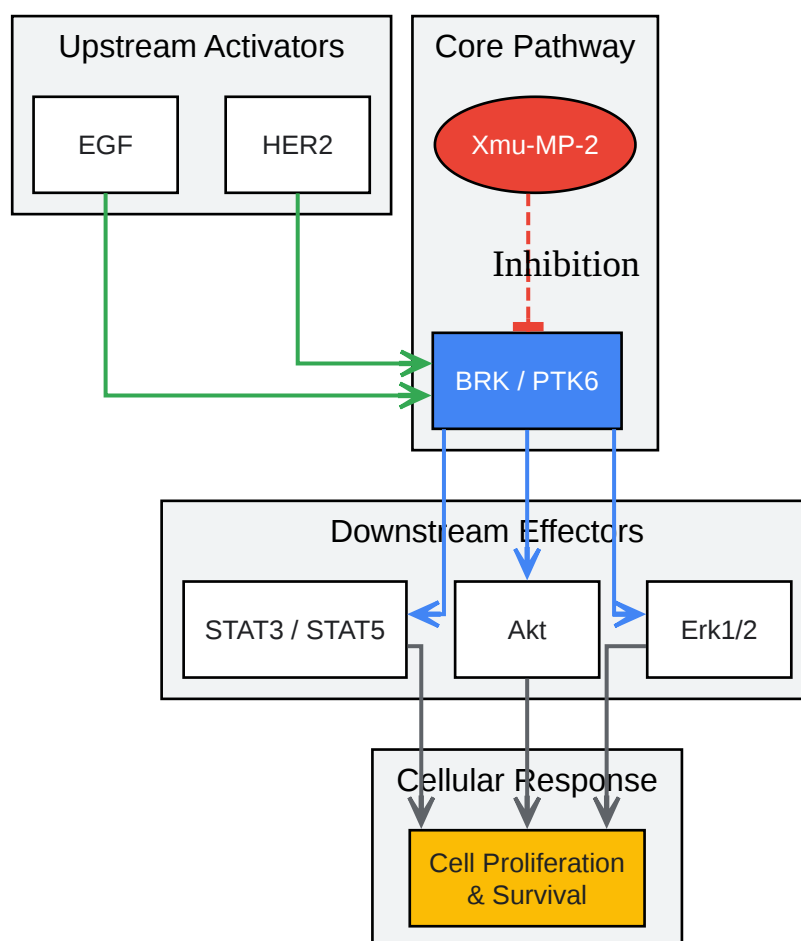 Upstream Activators
Core Pathway
EGF
HER2
Xmu-MP-2
Inhibition
BRK / PTK6
Downstream Effectors
STAT3 / STAT5
Akt
Erk1/2
Cellular Response
Cell Proliferation
& Survival